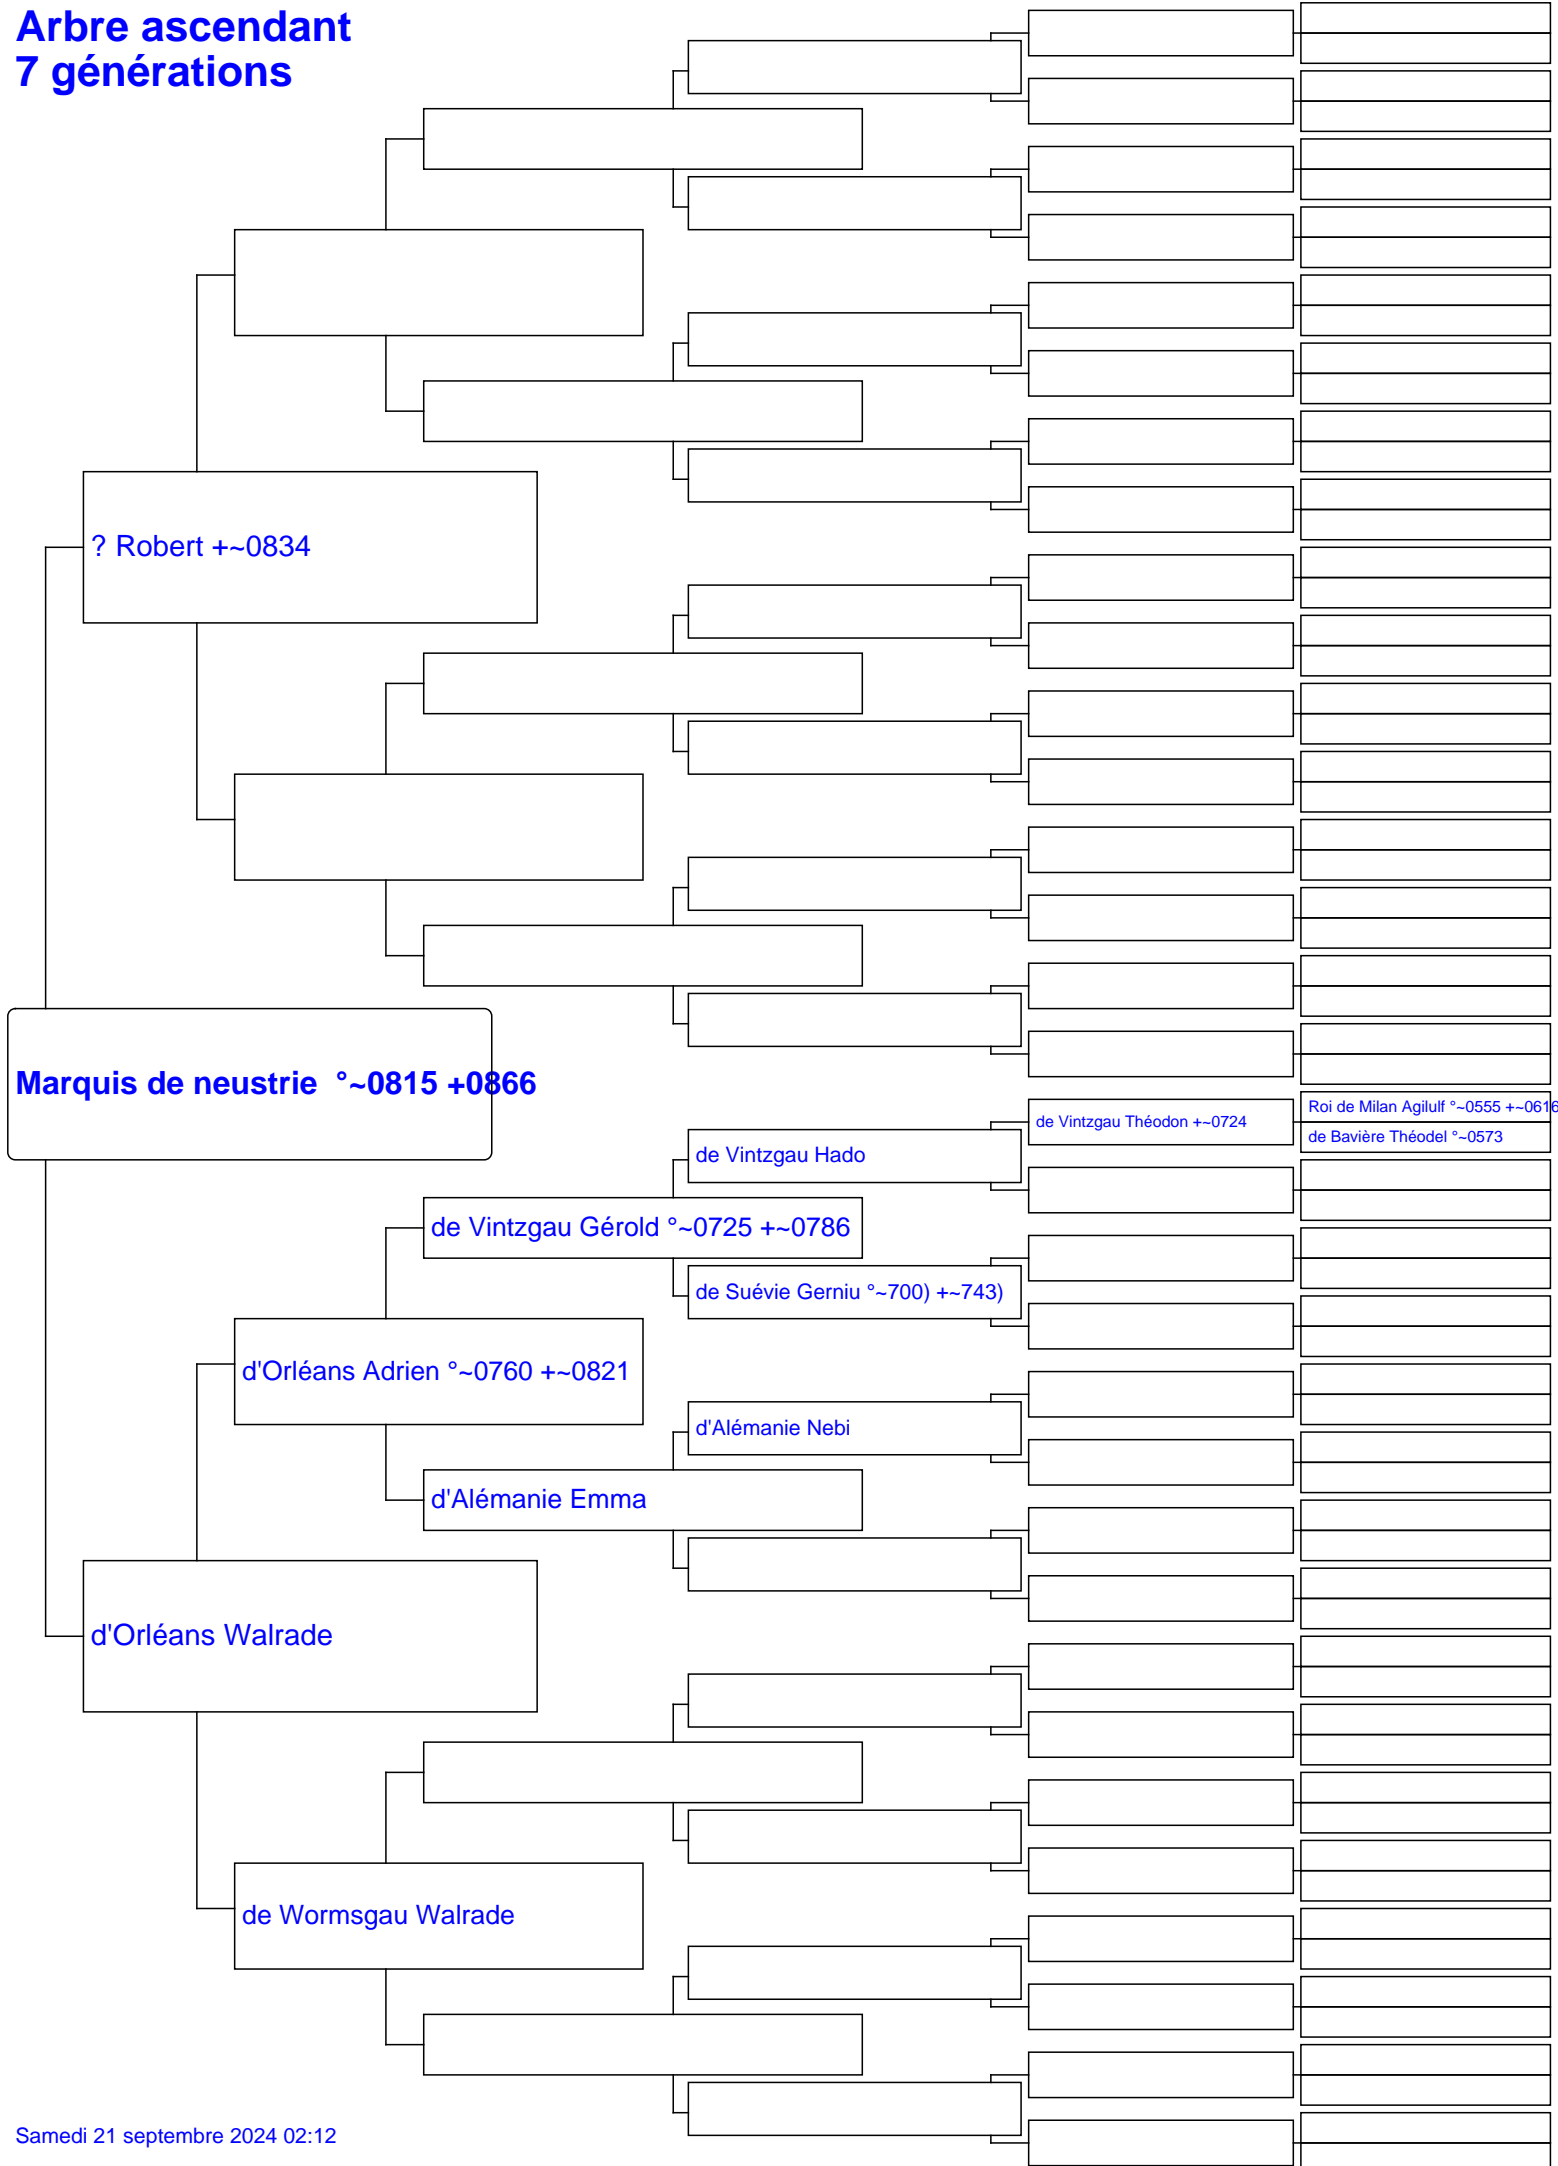 Arbre ascendant
7 générations
? Robert +~0834
Marquis de neustrie  °~0815 +0866
Roi de Milan Agilulf °~0555 +~0616
de Vintzgau Théodon +~0724
de Bavière Théodel °~0573
de Vintzgau Hado
de Vintzgau Gérold °~0725 +~0786
de Suévie Gerniu °~700) +~743)
d'Orléans Adrien °~0760 +~0821
d'Alémanie Nebi
d'Alémanie Emma
d'Orléans Walrade
de Wormsgau Walrade
Samedi 21 septembre 2024 02:12